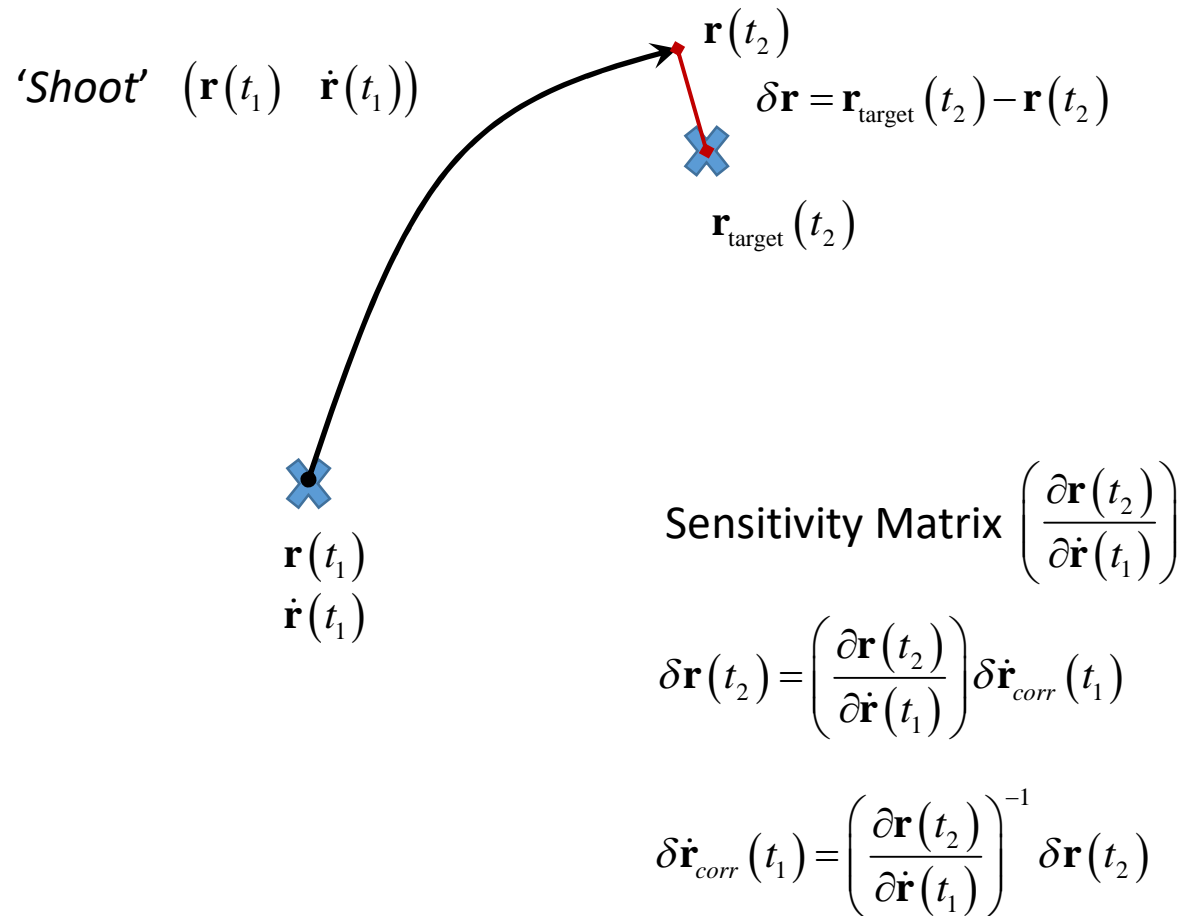 ‘Shoot’ (𝐫(t₁) 𝐫̇(t₁))
𝐫(t₂)
δ𝐫 = 𝐫_target(t₂) − 𝐫(t₂)
𝐫_target(t₂)
𝐫(t₁)
𝐫̇(t₁)
Sensitivity Matrix (∂𝐫(t₂)/∂𝐫̇(t₁))
δ𝐫(t₂) = (∂𝐫(t₂)/∂𝐫̇(t₁)) δ𝐫̇_corr(t₁)
δ𝐫̇_corr(t₁) = (∂𝐫(t₂)/∂𝐫̇(t₁))⁻¹ δ𝐫(t₂)